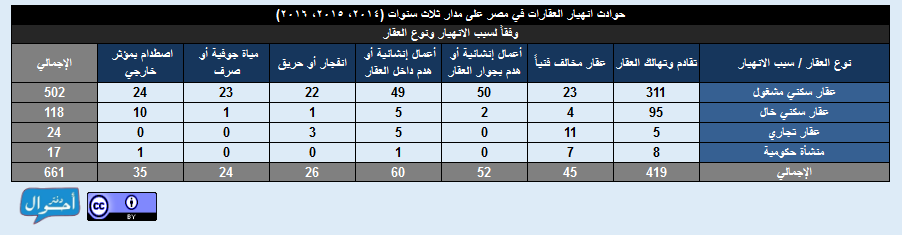 حوادث انهيار العقارات في مصر على مدار ثلاث سنوات (٢٠١٤، ٢٠١٥، ٢٠١٦)
وفقاً لسبب الانهيار ونوع العقار
نوع العقار / سبب الانهيار تقادم وتهالك العقار عقار مخالف فنياً أعمال إنشائية أو هدم بجوار العقار أعمال إنشائية أو هدم داخل العقار انفجار أو حريق مياة جوفية أو صرف اصطدام بمؤثر خارجي الإجمالي
عقار سكني مشغول 311 23 50 49 22 23 24 502
عقار سكني خال 95 4 2 5 1 1 10 118
عقار تجاري 5 11 0 5 3 0 0 24
منشأة حكومية 8 7 0 1 0 0 1 17
الإجمالي 419 45 52 60 26 24 35 661
دفتر أحوال
cc BY